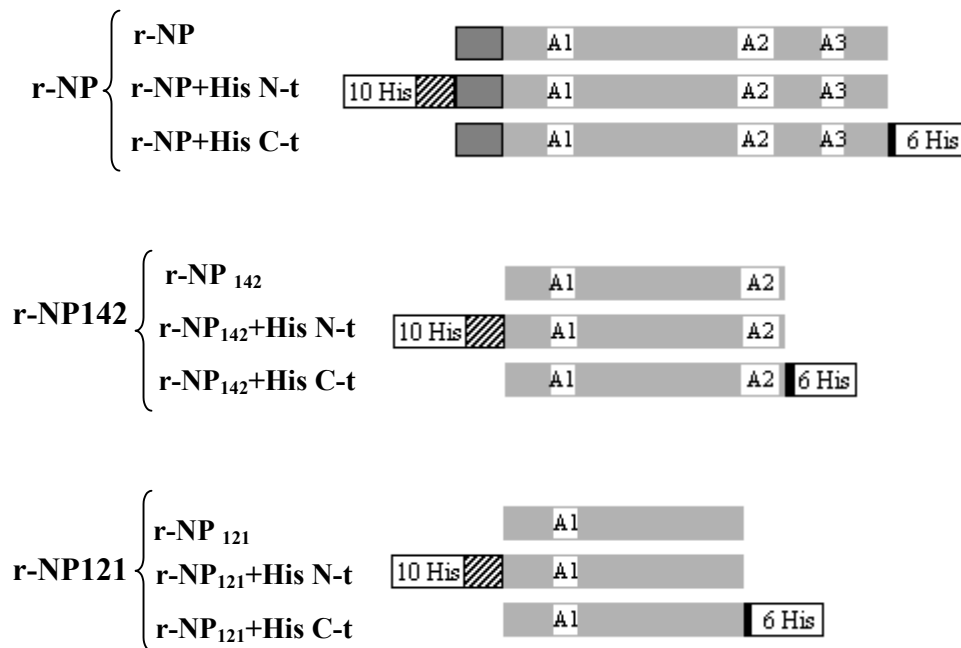 r-NP
r-NP A1 A2 A3
r-NP+His N-t 10 His A1 A2 A3
r-NP+His C-t A1 A2 A3 6 His
r-NP142
r-NP 142 A1 A2
r-NP142+His N-t 10 His A1 A2
r-NP142+His C-t A1 A2 6 His
r-NP121
r-NP 121 A1
r-NP121+His N-t 10 His A1
r-NP121+His C-t A1 6 His